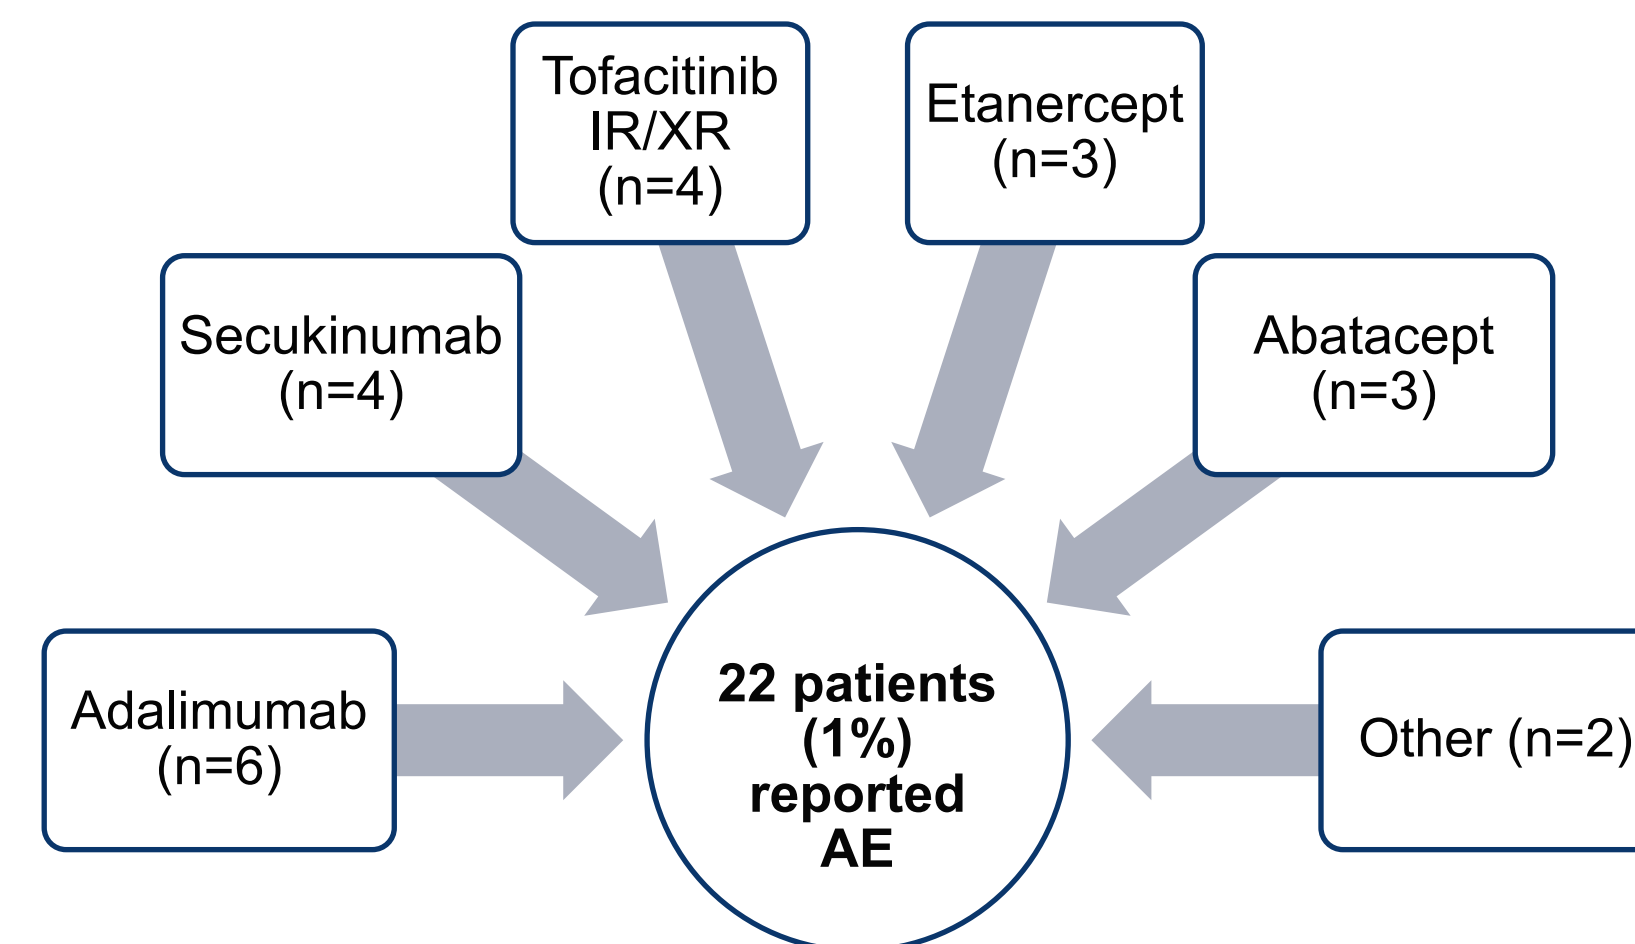 Tofacitinib
IR/XR
(n=4)
Etanercept
(n=3)
Secukinumab
(n=4)
Abatacept
(n=3)
Adalimumab
(n=6)
22 patients
(1%)
reported
AE
Other (n=2)